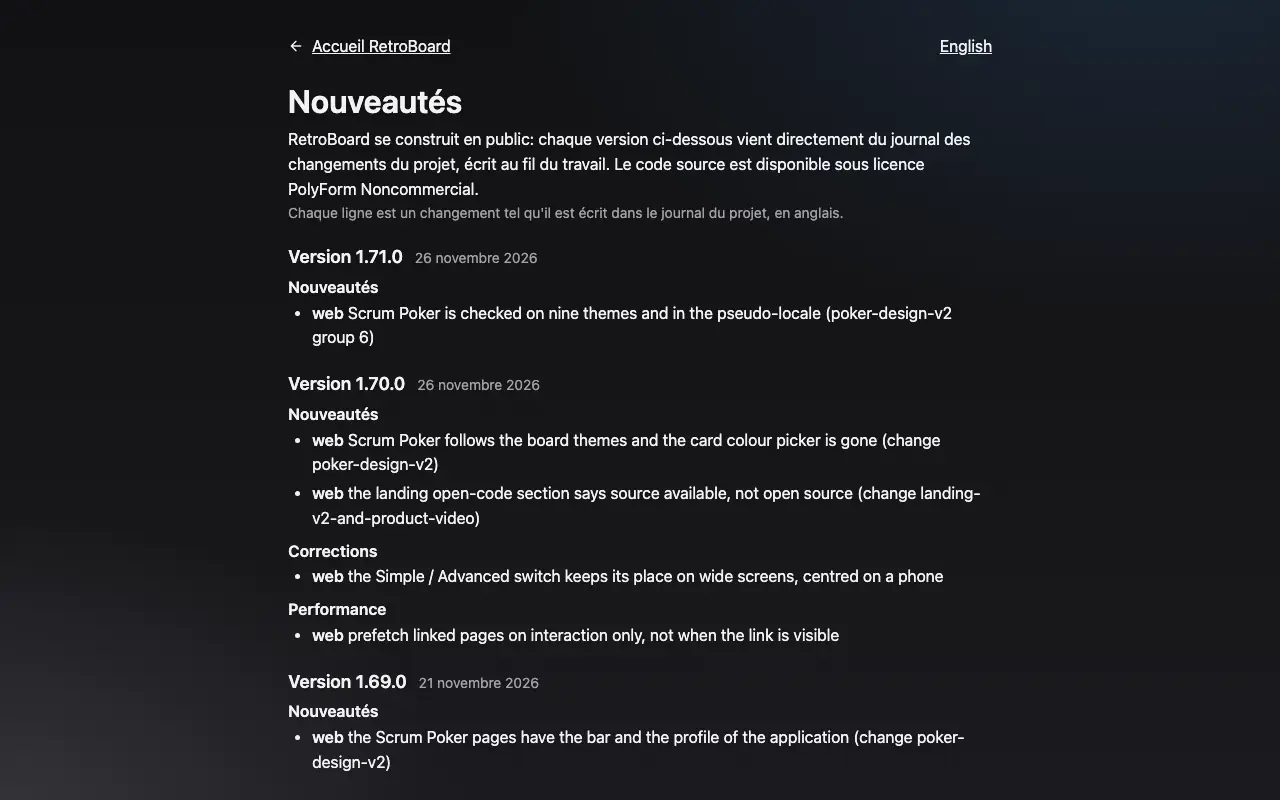 ← Accueil RetroBoard
English
Nouveautés
RetroBoard se construit en public: chaque version ci-dessous vient directement du journal des
changements du projet, écrit au fil du travail. Le code source est disponible sous licence
PolyForm Noncommercial.
Chaque ligne est un changement tel qu'il est écrit dans le journal du projet, en anglais.
Version 1.71.0 26 novembre 2026
Nouveautés
• web Scrum Poker is checked on nine themes and in the pseudo-locale (poker-design-v2
group 6)
Version 1.70.0 26 novembre 2026
Nouveautés
• web Scrum Poker follows the board themes and the card colour picker is gone (change
poker-design-v2)
• web the landing open-code section says source available, not open source (change landing-
v2-and-product-video)
Corrections
• web the Simple / Advanced switch keeps its place on wide screens, centred on a phone
Performance
• web prefetch linked pages on interaction only, not when the link is visible
Version 1.69.0 21 novembre 2026
Nouveautés
• web the Scrum Poker pages have the bar and the profile of the application (change poker-
design-v2)